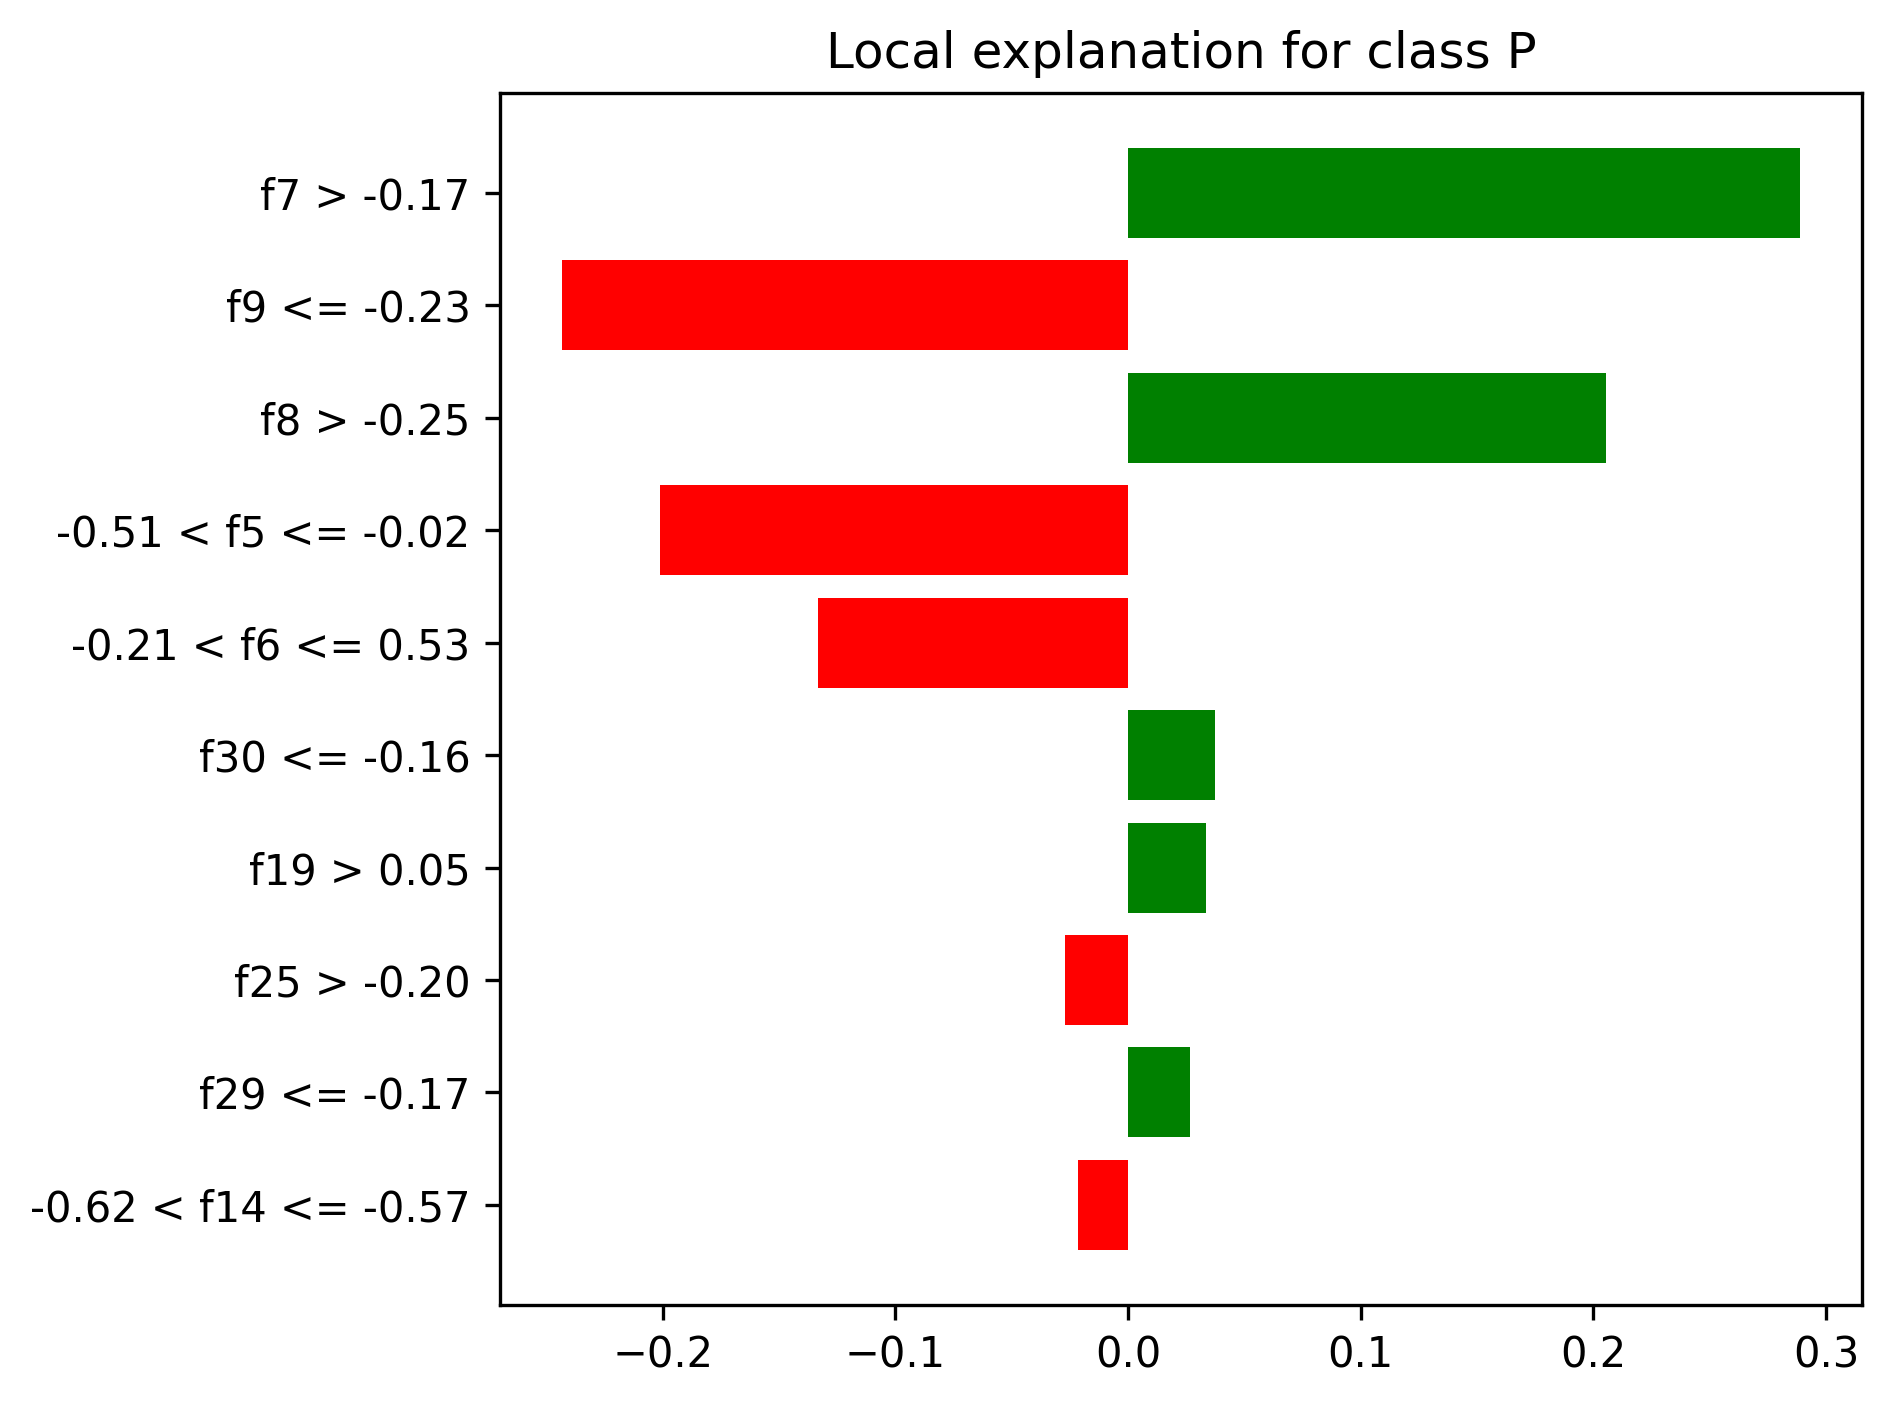 Local explanation for class P
f7 > -0.17
f9 <= -0.23
f8 > -0.25
-0.51 < f5 <= -0.02
-0.21 < f6 <= 0.53
f30 <= -0.16
f19 > 0.05
f25 > -0.20
f29 <= -0.17
-0.62 < f14 <= -0.57
−0.2 −0.1 0.0 0.1 0.2 0.3